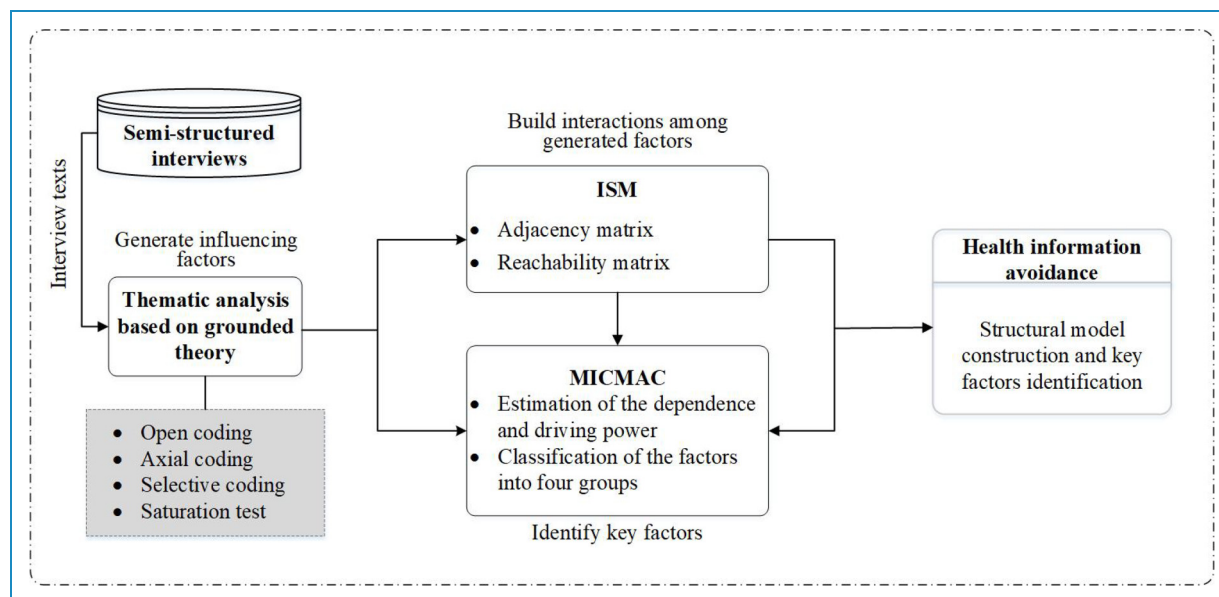 Semi-structured
interviews
Interview texts
Generate influencing
factors
Thematic analysis
based on grounded
theory
• Open coding
• Axial coding
• Selective coding
• Saturation test
Build interactions among
generated factors
ISM
• Adjacency matrix
• Reachability matrix
MICMAC
• Estimation of the dependence
and driving power
• Classification of the factors
into four groups
Identify key factors
Health information
avoidance
Structural model
construction and key
factors identification